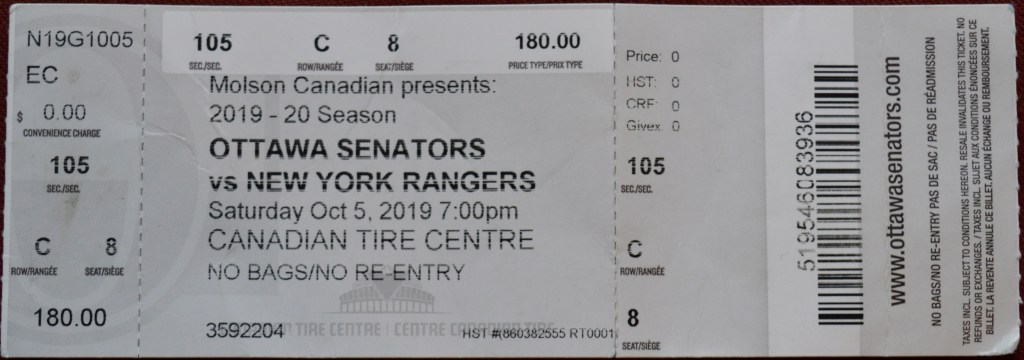 N19G1005
EC
$ 0.00
CONVENIENCE CHARGE
105
SEC./SEC.
C 8
ROW/RANGÉE SEAT/SIÈGE
180.00
105 C 8 180.00
SEC./SEC. ROW/RANGÉE SEAT/SIÈGE PRICE TYPE/PRIX TYPE
Molson Canadian presents:
2019 - 20 Season
OTTAWA SENATORS
vs NEW YORK RANGERS
Saturday Oct 5, 2019 7:00pm
CANADIAN TIRE CENTRE
NO BAGS/NO RE-ENTRY
TIRE CENTRE | CENTRE CANADIAN TIRE
3592204 HST #(860382555 RT0001
Price: 0
HST: 0
CRF: 0
Givex: 0
105
SEC./SEC.
C
ROW/RANGÉE
8
SEAT/SIÈGE
519546083936
www.ottawasenators.com
NO BAGS/NO RE-ENTRY PAS DE SAC / PAS DE RÉADMISSION
TAXES INCL. SUBJECT TO CONDITIONS HEREON. RESALE INVALIDATES THIS TICKET. NO
REFUNDS OR EXCHANGES. / TAXES INCL. SUJET AUX CONDITIONS ÉNONCÉES SUR CE
BILLET. LA REVENTE ANNULE CE BILLET. AUCUN ÉCHANGE OU REMBOURSEMENT.